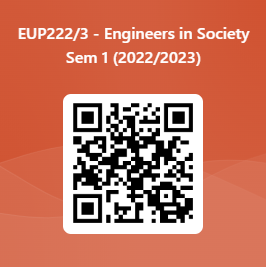 EUP222/3 - Engineers in Society
Sem 1 (2022/2023)